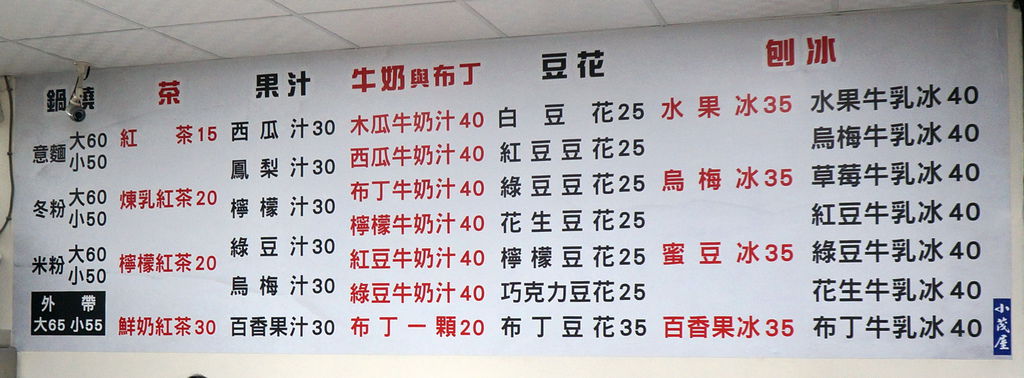 鍋燒
意麵 大60 小50
冬粉 大60 小50
米粉 大60 小50
外帶
大65 小55
茶
紅茶15
煉乳紅茶20
檸檬紅茶20
鮮奶紅茶30
果汁
西瓜汁30
鳳梨汁30
檸檬汁30
綠豆汁30
烏梅汁30
百香果汁30
牛奶與布丁
木瓜牛奶汁40
西瓜牛奶汁40
布丁牛奶汁40
檸檬牛奶汁40
紅豆牛奶汁40
綠豆牛奶汁40
布丁一顆20
豆花
白豆花25
紅豆豆花25
綠豆豆花25
花生豆花25
檸檬豆花25
巧克力豆花25
布丁豆花35
刨冰
水果冰35
烏梅冰35
蜜豆冰35
百香果冰35
水果牛乳冰40
烏梅牛乳冰40
草莓牛乳冰40
紅豆牛乳冰40
綠豆牛乳冰40
花生牛乳冰40
布丁牛乳冰40
小茂屋